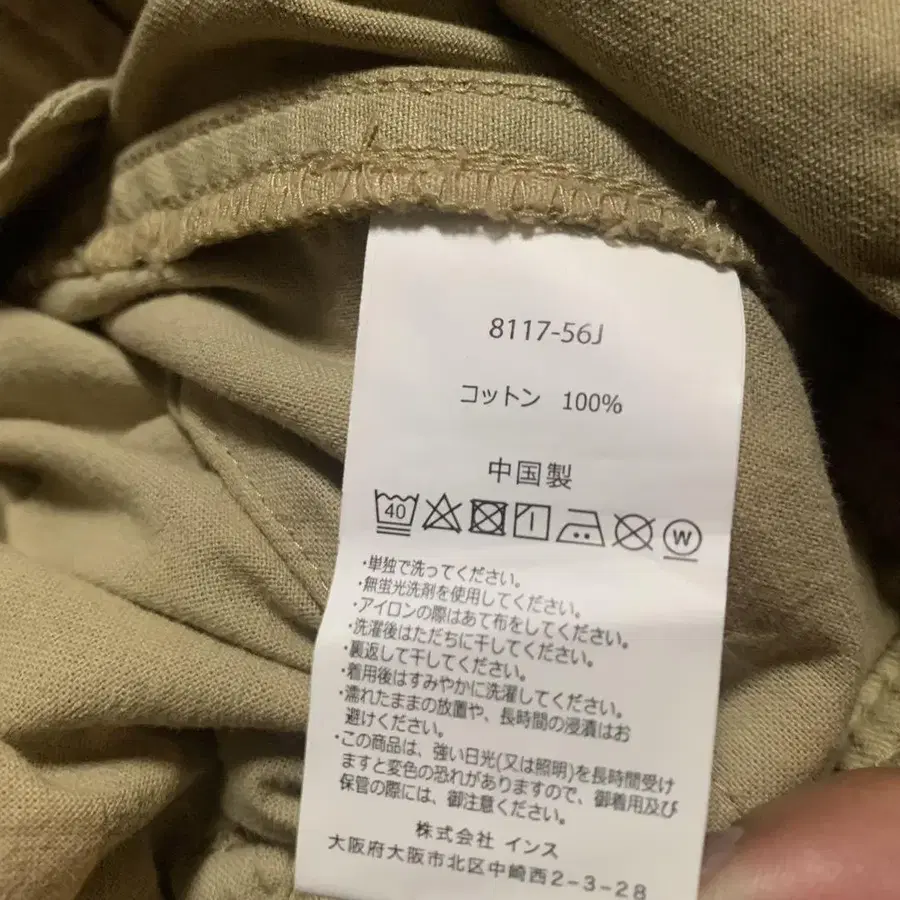 8117-56J
コットン 100%
中国製
40 W
・単独で洗ってください。
・無蛍光洗剤を使用してください。
・アイロンの際はあて布をしてください。
・洗濯後はただちに干してください。
・裏返して干してください。
・着用後はすみやかに洗濯してください。
・濡れたままの放置や、長時間の浸漬はお
避けください。
・この商品は、強い日光(又は照明)を長時間受け
ますと変色の恐れがありますので、御着用及び
保管の際には、御注意ください。
株式会社 インス
大阪府大阪市北区中崎西2-3-28